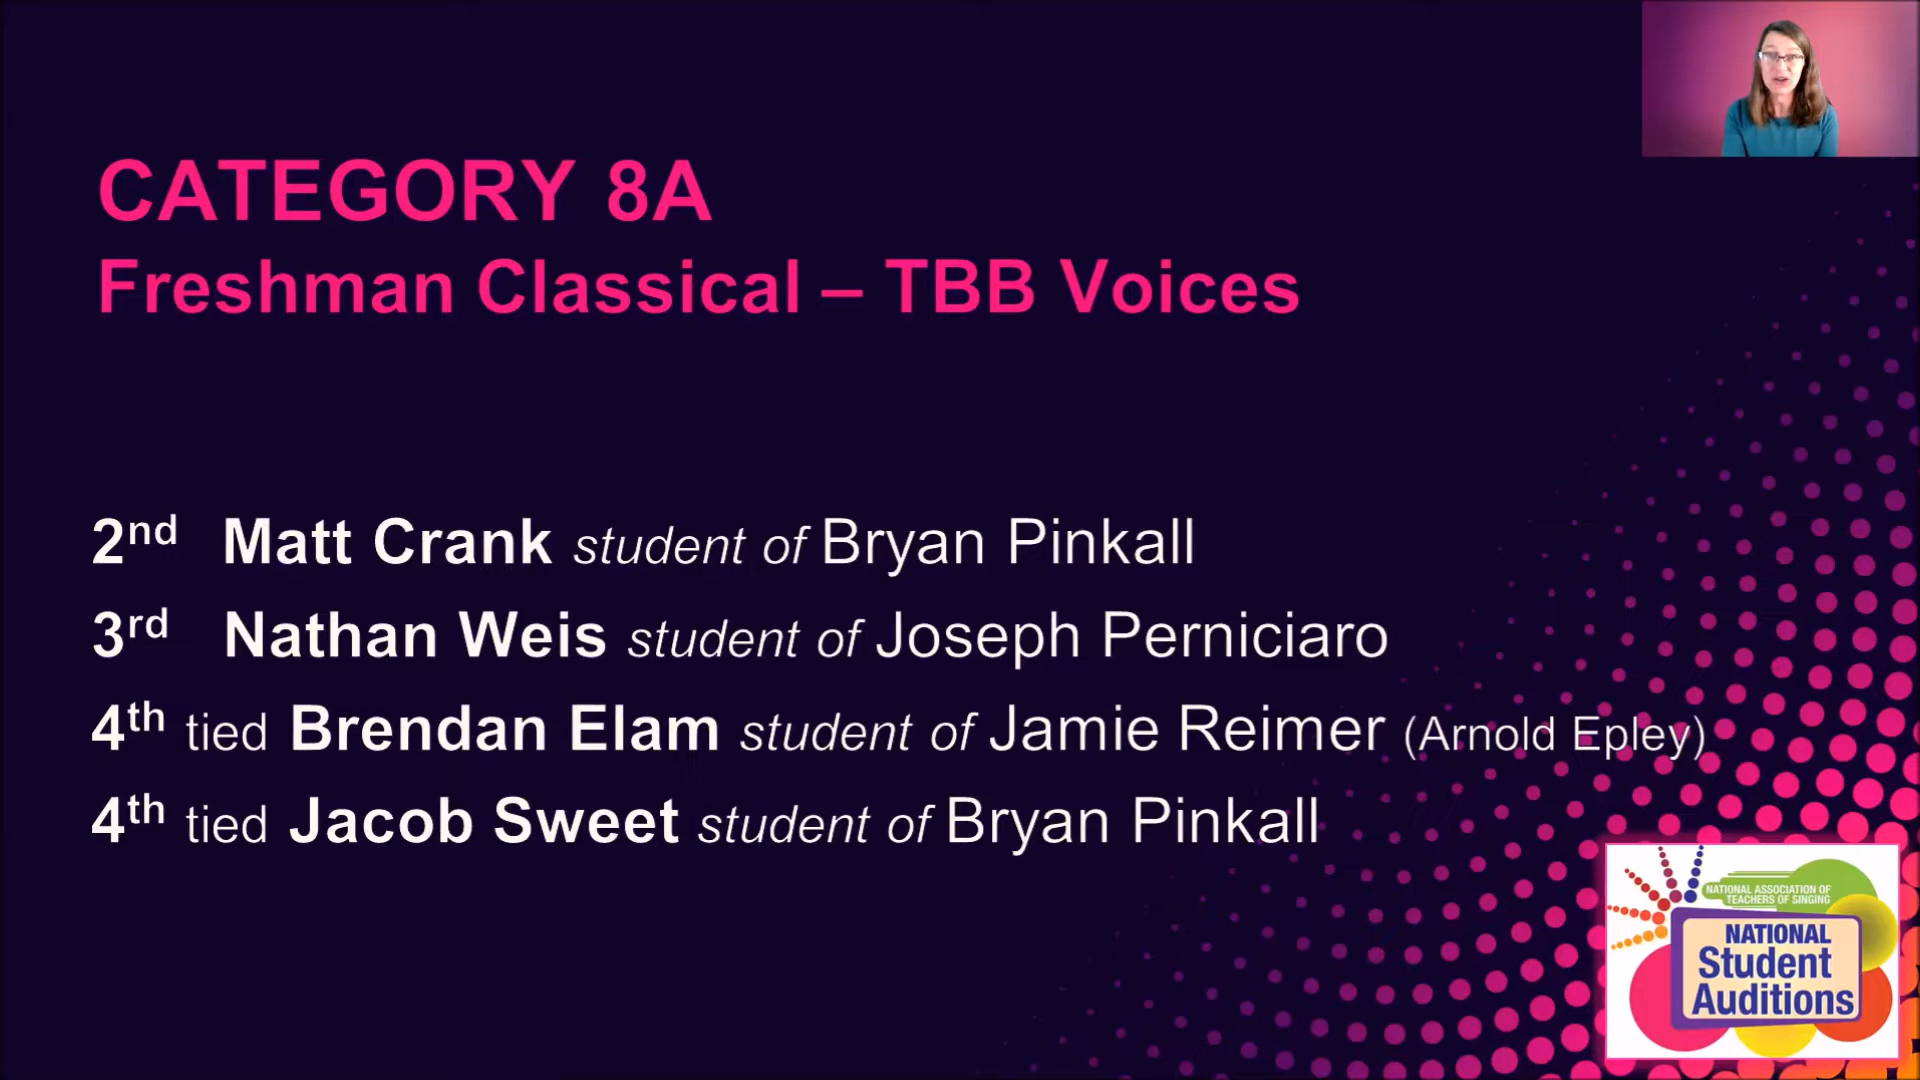 CATEGORY 8A
Freshman Classical – TBB Voices
2nd Matt Crank student of Bryan Pinkall
3rd Nathan Weis student of Joseph Perniciaro
4th tied Brendan Elam student of Jamie Reimer (Arnold Epley)
4th tied Jacob Sweet student of Bryan Pinkall
NATIONAL ASSOCIATION OF
TEACHERS OF SINGING
NATIONAL
Student
Auditions